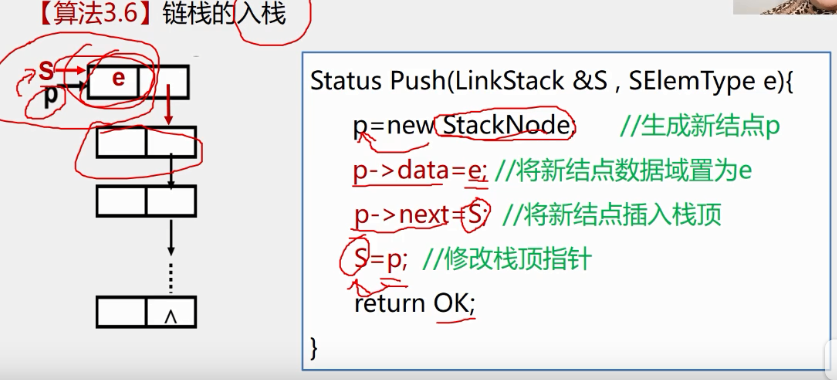 【算法3.6】链栈的入栈
S
p
e
∧
Status Push(LinkStack &S , SElemType e){
p=new StackNode; //生成新结点p
p->data=e; //将新结点数据域置为e
p->next=S; //将新结点插入栈顶
S=p; //修改栈顶指针
return OK;
}